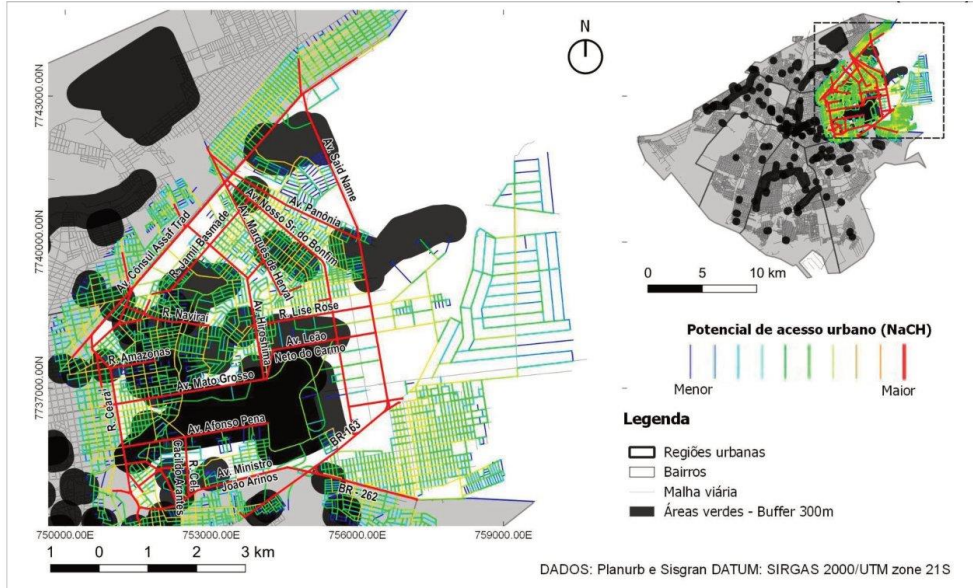 N
7743000.00N
7740000.00N
7737000.00N
750000.00E
753000.00E
756000.00E
759000.00E
1 0 1 2 3 km
Av. Said Name
Av. Panônia
Av. Nosso Sr. do Bonfim
Av. Marquês de Herval
R. Jamil Basmade
Av. Cônsul Assaf Trad
R. Naviraí
Av. Hiroshima
R. Lise Rose
Av. Leão
Neto do Carmo
R. Amazonas
Av. Mato Grosso
R. Ceará
Av. Afonso Pena
BR-163
R. Cel.
Cacildo Arantes
Av. Ministro
João Arinos
BR - 262
0 5 10 km
Potencial de acesso urbano (NaCH)
Menor Maior
Legenda
Regiões urbanas
Bairros
Malha viária
Áreas verdes - Buffer 300m
DADOS: Planurb e Sisgran DATUM: SIRGAS 2000/UTM zone 21S